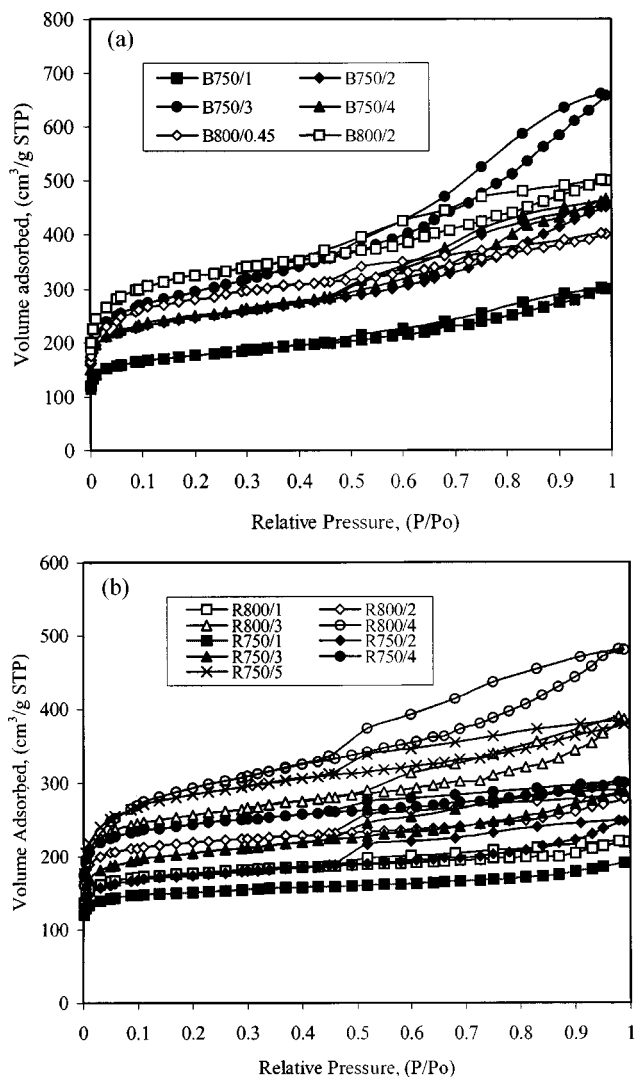 (a)
800
700
600
500
400
300
200
100
0
Volume adsorbed, (cm³/g STP)
B750/1 B750/2
B750/3 B750/4
B800/0.45 B800/2
0 0.1 0.2 0.3 0.4 0.5 0.6 0.7 0.8 0.9 1
Relative Pressure, (P/Po)
(b)
600
500
400
300
200
100
0
Volume Adsorbed, (cm³/g STP)
R800/1 R800/2
R800/3 R800/4
R750/1 R750/2
R750/3 R750/4
R750/5
0 0.1 0.2 0.3 0.4 0.5 0.6 0.7 0.8 0.9 1
Relative Pressure, (P/Po)